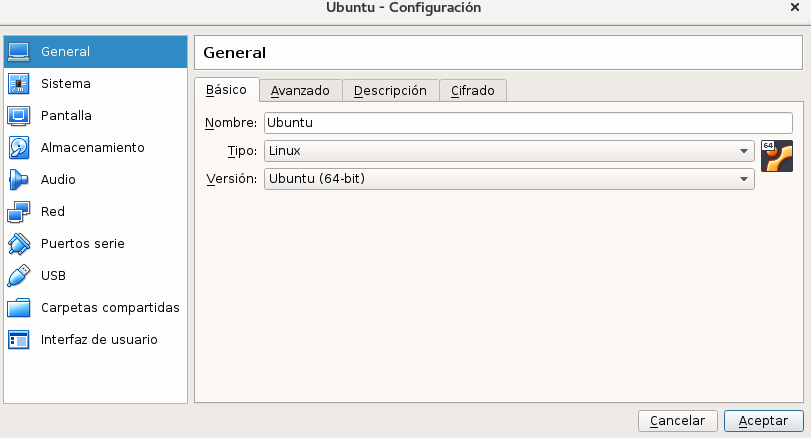 Ubuntu - Configuración
General
Sistema
Pantalla
Almacenamiento
Audio
Red
Puertos serie
USB
Carpetas compartidas
Interfaz de usuario
General
Básico Avanzado Descripción Cifrado
Nombre: Ubuntu
Tipo: Linux
64
Versión: Ubuntu (64-bit)
Cancelar Aceptar